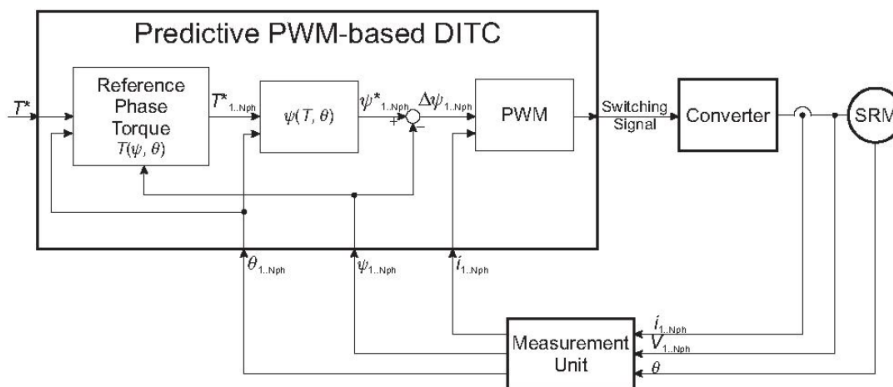 Predictive PWM-based DITC
Reference
Phase
Torque
T(ψ, θ)
T*
T*1..Nph
ψ(T, θ)
ψ*1..Nph
Δψ1..Nph
+
−
PWM
Switching
Signal
Converter
SRM
θ1..Nph
ψ1..Nph
i1..Nph
Measurement
Unit
i1..Nph
V1..Nph
θ